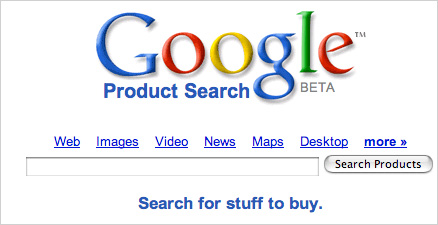 Google™
Product Search BETA
Web Images Video News Maps Desktop more »
Search Products
Search for stuff to buy.